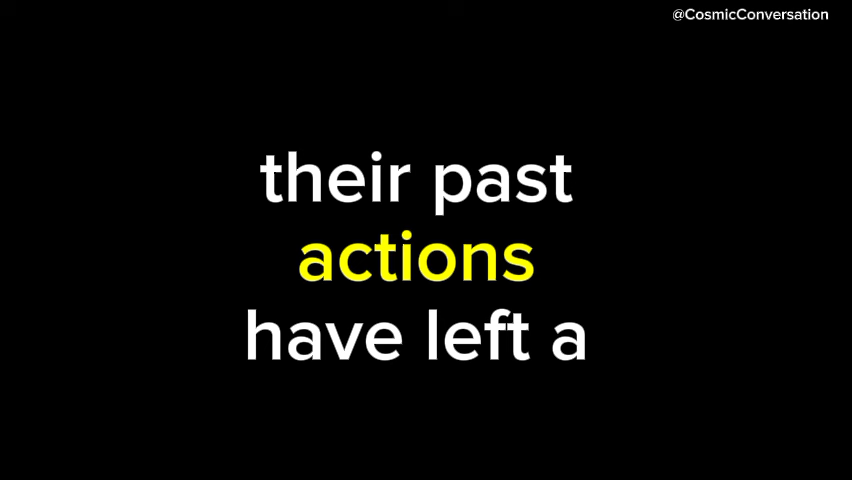 @CosmicConversation
their past
actions
have left a